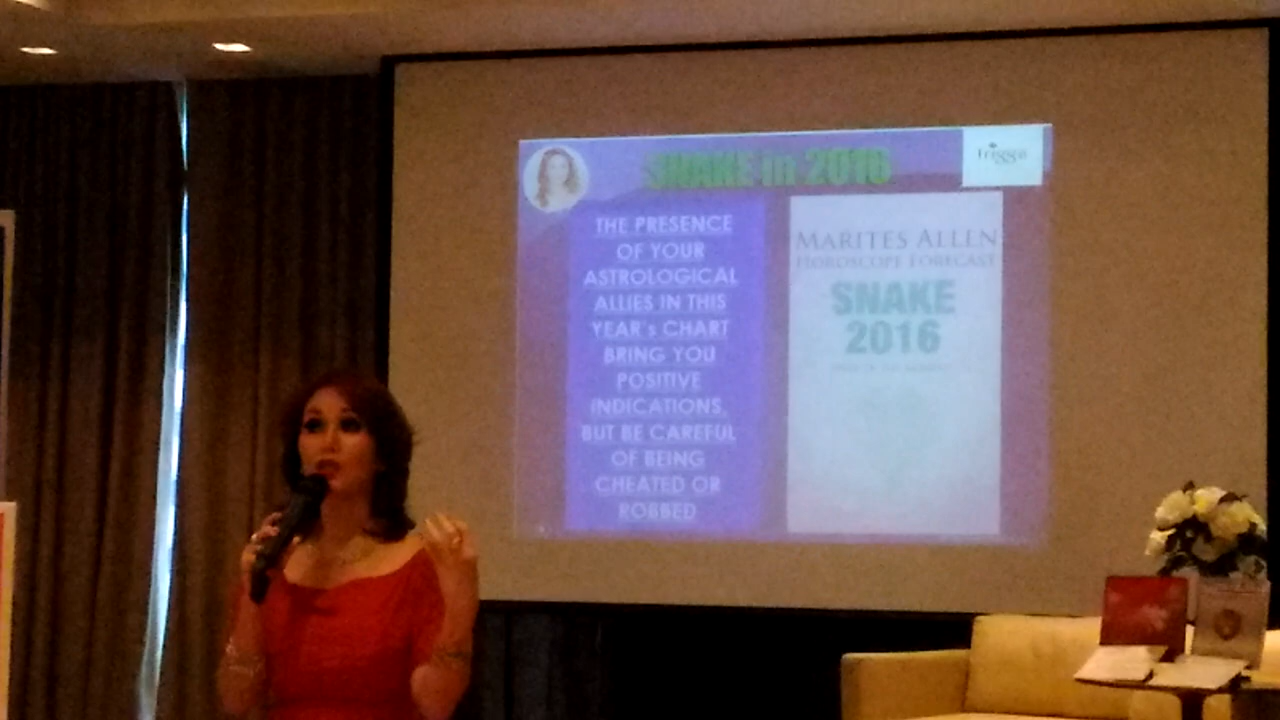 SNAKE in 2016
frigga
THE PRESENCE
OF YOUR
ASTROLOGICAL
ALLIES IN THIS
YEAR's CHART
BRING YOU
POSITIVE
INDICATIONS,
BUT BE CAREFUL
OF BEING
CHEATED OR
ROBBED
MARITES ALLEN
HOROSCOPE FORECAST
SNAKE
2016